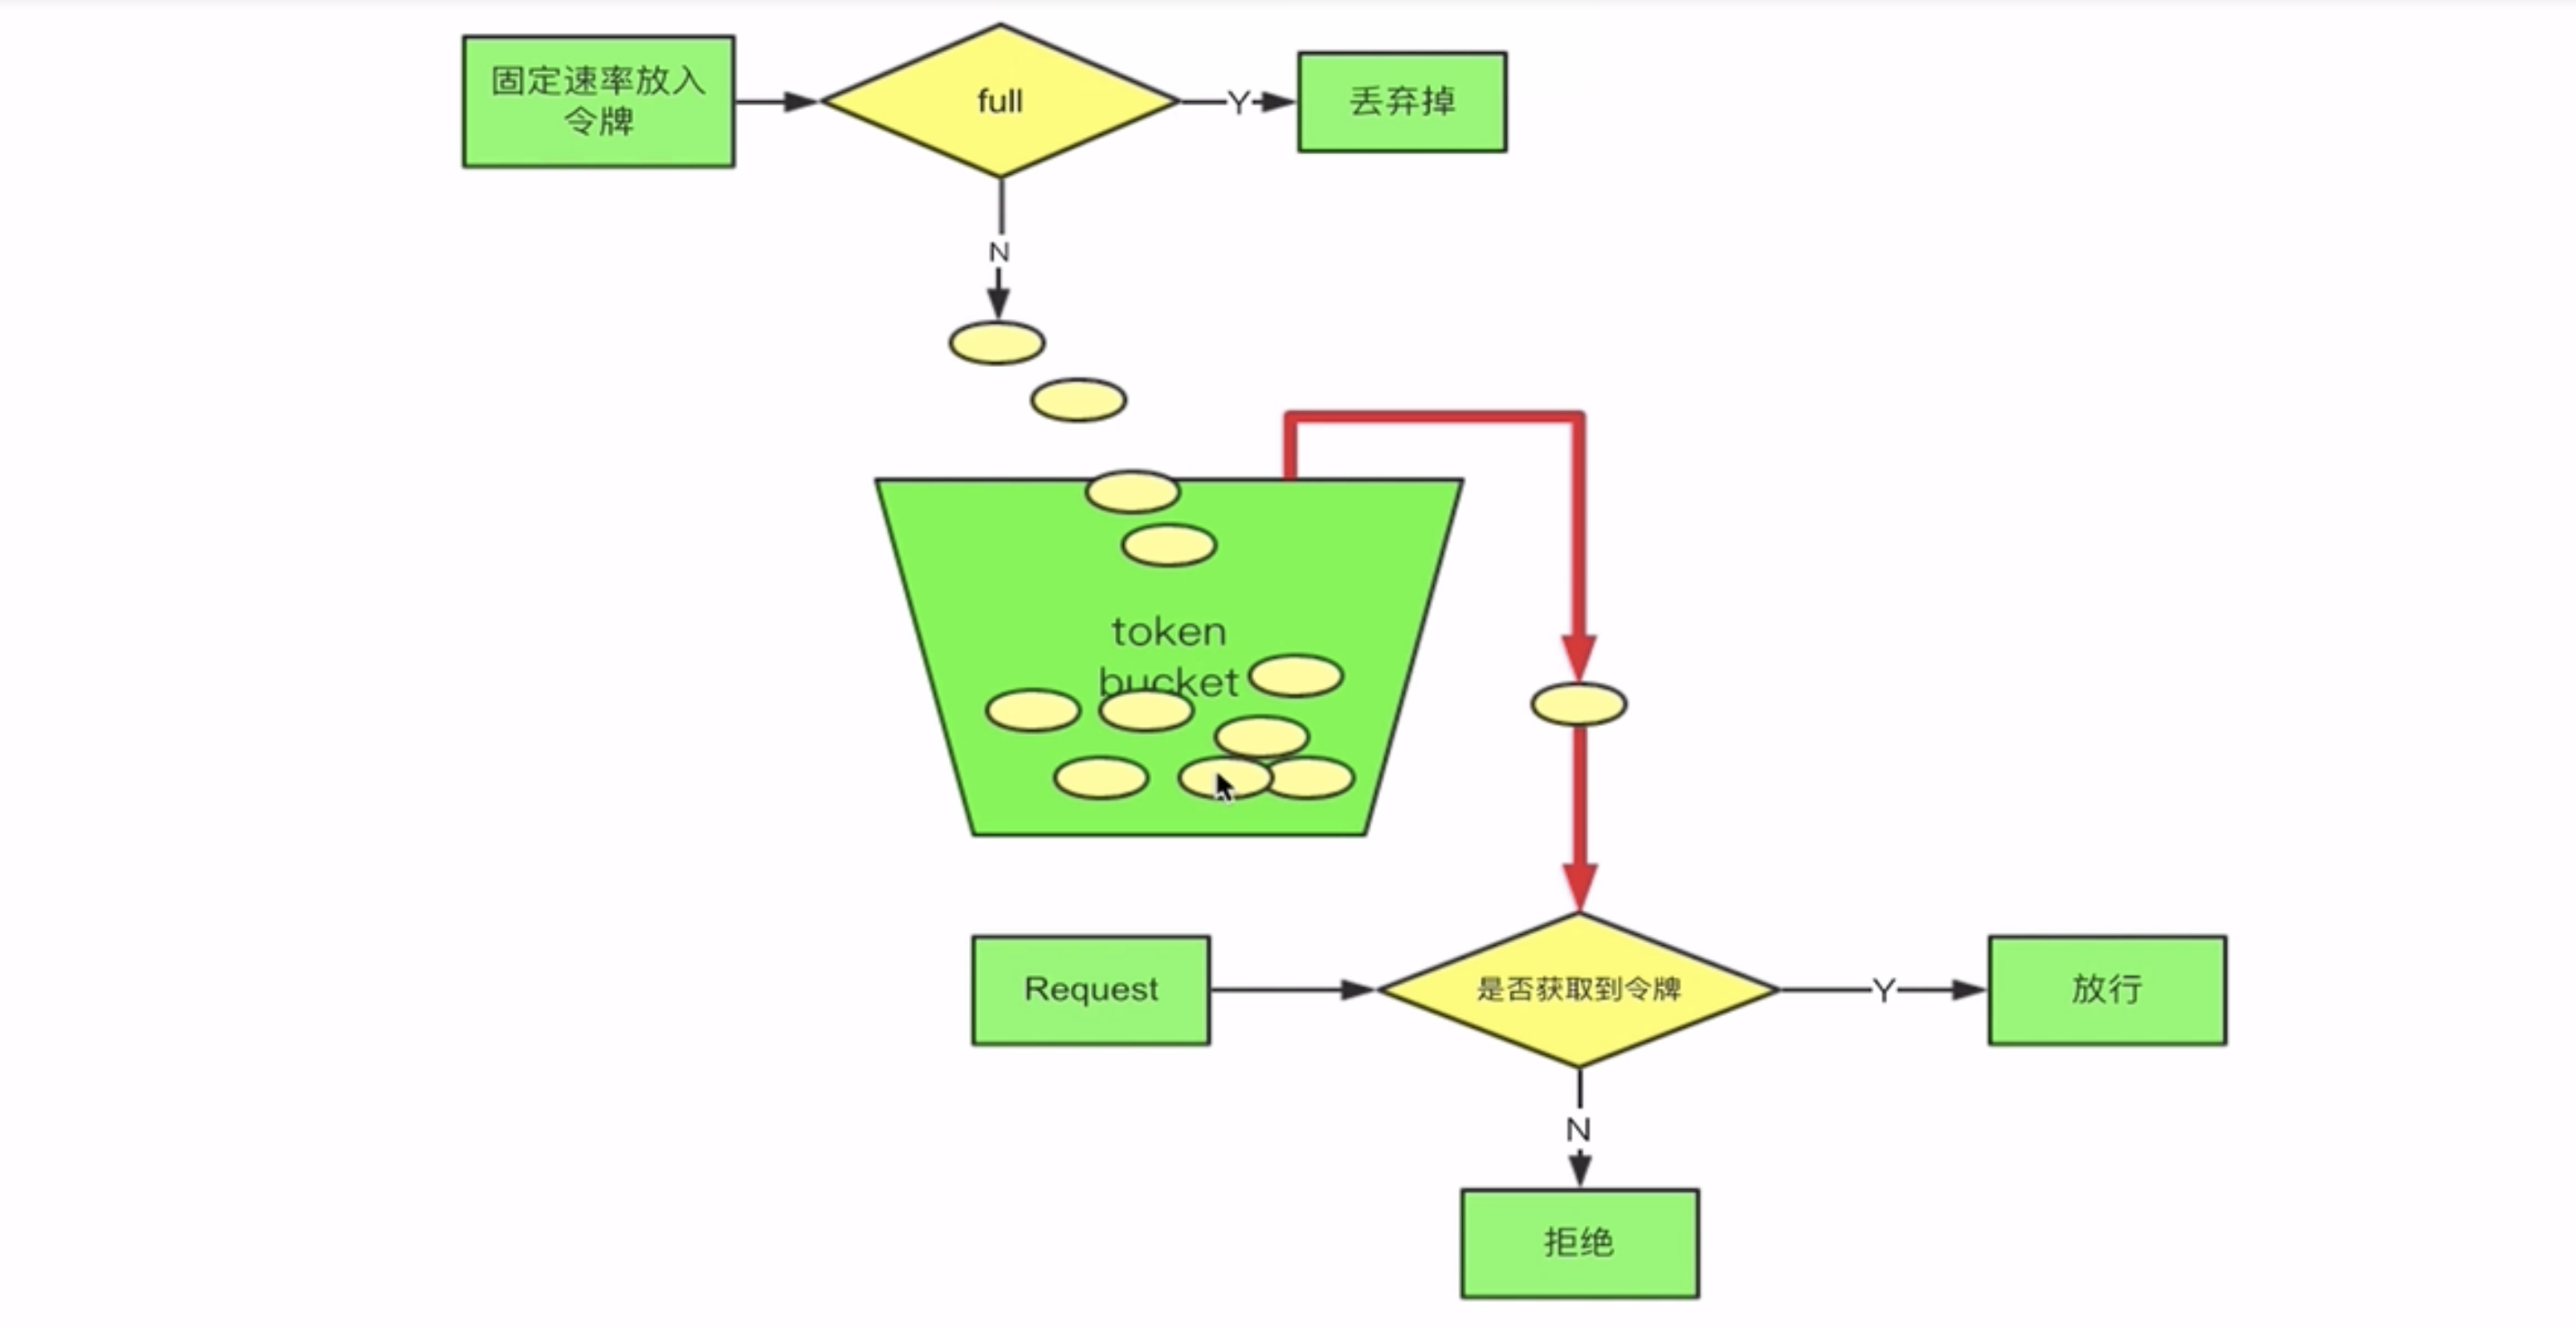 固定速率放入
令牌
full
Y
丢弃掉
N
token
bucket
Request
是否获取到令牌
Y
放行
N
拒绝